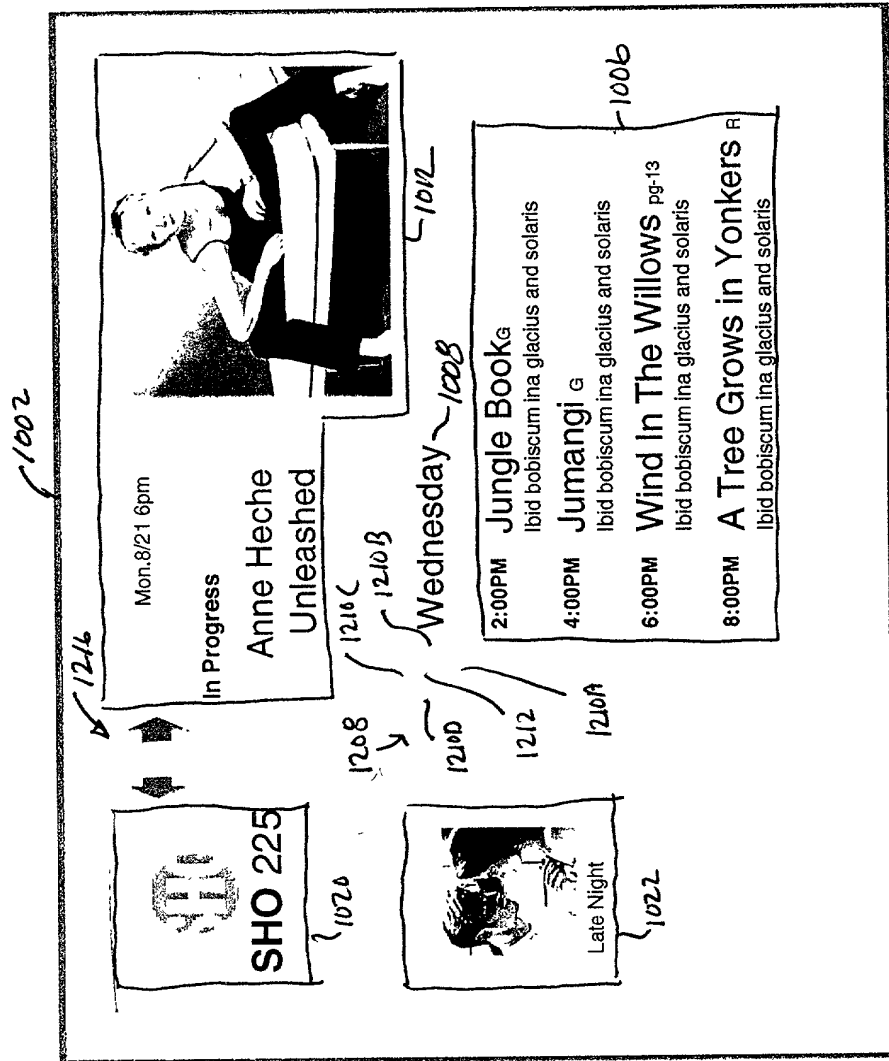 1002
1216
Mon.8/21 6pm
In Progress
Anne Heche
Unleashed
1012
SHO 225
1020
1208
1210C
1210B
1210D
1212
1210A
Wednesday
1008
1006
2:00PM Jungle Book G
Ibid bobiscum ina glacius and solaris
4:00PM Jumangi G
Ibid bobiscum ina glacius and solaris
6:00PM Wind In The Willows pg-13
Ibid bobiscum ina glacius and solaris
8:00PM A Tree Grows in Yonkers R
Ibid bobiscum ina glacius and solaris
Late Night
1022